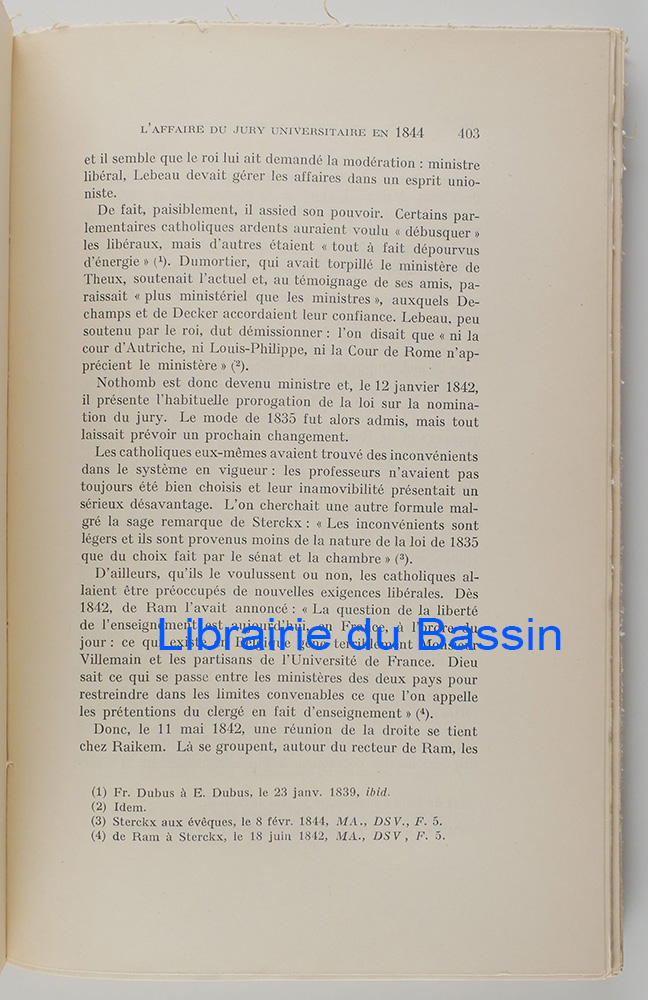 L'AFFAIRE DU JURY UNIVERSITAIRE EN 1844 403
et il semble que le roi lui ait demandé la modération : ministre
libéral, Lebeau devait gérer les affaires dans un esprit unio-
niste.
De fait, paisiblement, il assied son pouvoir. Certains par-
lementaires catholiques ardents auraient voulu « débusquer »
les libéraux, mais d'autres étaient « tout à fait dépourvus
d'énergie » (1). Dumortier, qui avait torpillé le ministère de
Theux, soutenait l'actuel et, au témoignage de ses amis, pa-
raissait « plus ministériel que les ministres », auxquels De-
champs et de Decker accordaient leur confiance. Lebeau, peu
soutenu par le roi, dut démissionner : l'on disait que « ni la
cour d'Autriche, ni Louis-Philippe, ni la Cour de Rome n'ap-
précient le ministère » (2).
Nothomb est donc devenu ministre et, le 12 janvier 1842,
il présente l'habituelle prorogation de la loi sur la nomina-
tion du jury. Le mode de 1835 fut alors admis, mais tout
laissait prévoir un prochain changement.
Les catholiques eux-mêmes avaient trouvé des inconvénients
dans le système en vigueur : les professeurs n'avaient pas
toujours été bien choisis et leur inamovibilité présentait un
sérieux désavantage. L'on cherchait une autre formule mal-
gré la sage remarque de Sterckx : « Les inconvénients sont
légers et ils sont provenus moins de la nature de la loi de 1835
que du choix fait par le sénat et la chambre » (3).
D'ailleurs, qu'ils le voulussent ou non, les catholiques al-
laient être préoccupés de nouvelles exigences libérales. Dès
1842, de Ram l'avait annoncé : « La question de la liberté
de l'enseignement est aujourd'hui, en France, à l'ordre du
jour : ce qui existe en Belgique gêne terriblement Monsieur
Librairie du Bassin
Villemain et les partisans de l'Université de France. Dieu
sait ce qui se passe entre les ministères des deux pays pour
restreindre dans les limites convenables ce que l'on appelle
les prétentions du clergé en fait d'enseignement » (4).
Donc, le 11 mai 1842, une réunion de la droite se tient
chez Raikem. Là se groupent, autour du recteur de Ram, les
(1) Fr. Dubus à E. Dubus, le 23 janv. 1839, ibid.
(2) Idem.
(3) Sterckx aux évêques, le 8 févr. 1844, MA., DSV., F. 5.
(4) de Ram à Sterckx, le 18 juin 1842, MA., DSV, F. 5.